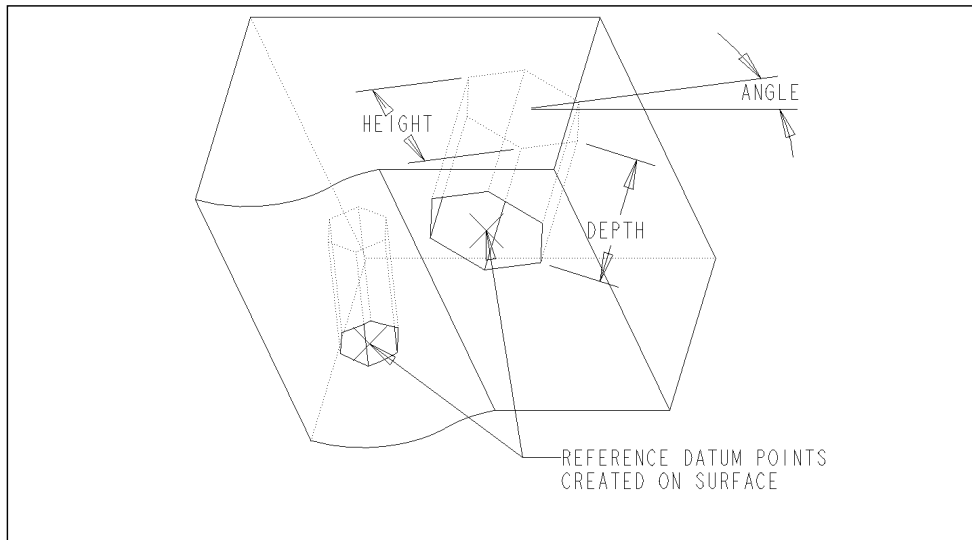 ANGLE
HEIGHT
DEPTH
REFERENCE DATUM POINTS
CREATED ON SURFACE